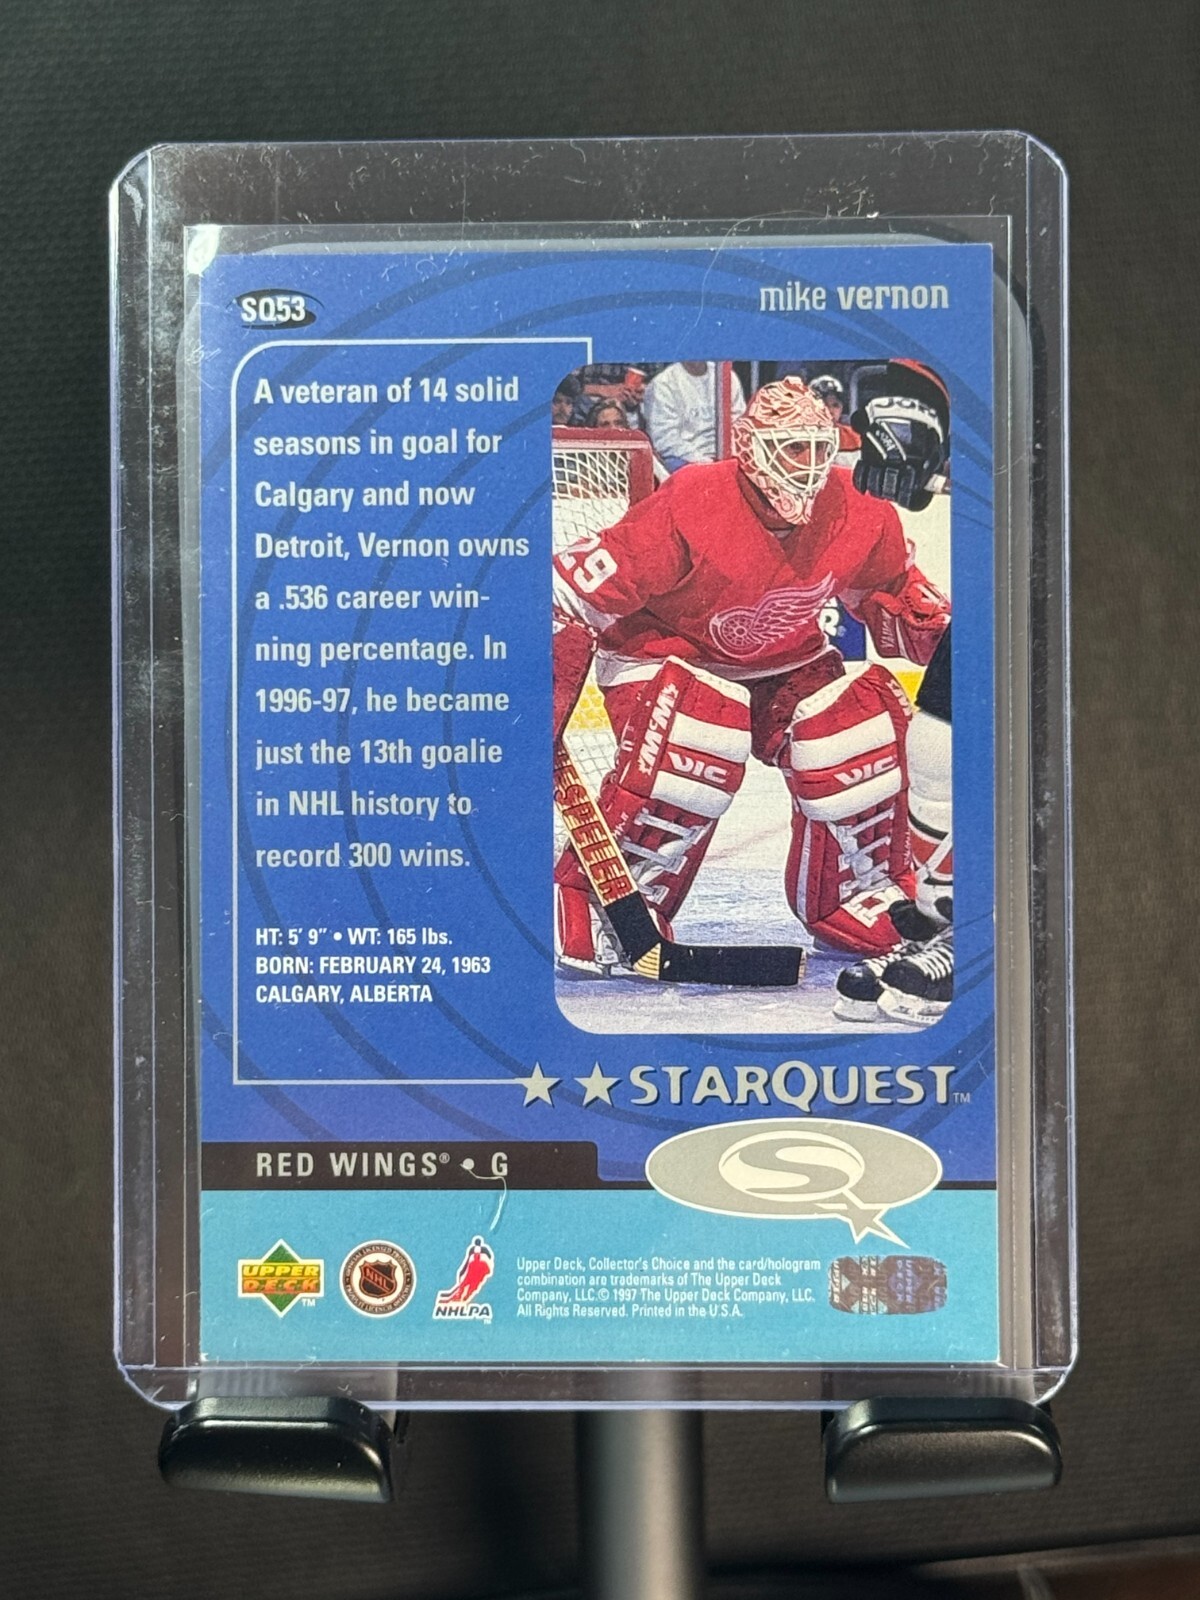 SQ53
mike vernon
A veteran of 14 solid
seasons in goal for
Calgary and now
Detroit, Vernon owns
a .536 career win-
ning percentage. In
1996-97, he became
just the 13th goalie
in NHL history to
record 300 wins.
HT: 5' 9" • WT: 165 lbs.
BORN: FEBRUARY 24, 1963
CALGARY, ALBERTA
29
VIC
VIC
★ ★ STARQUEST™
RED WINGS® • G
SQ
UPPER
DECK™
NHL
NHLPA
Upper Deck, Collector's Choice and the card/hologram
combination are trademarks of The Upper Deck
Company, LLC.© 1997 The Upper Deck Company, LLC.
All Rights Reserved. Printed in the U.S.A.